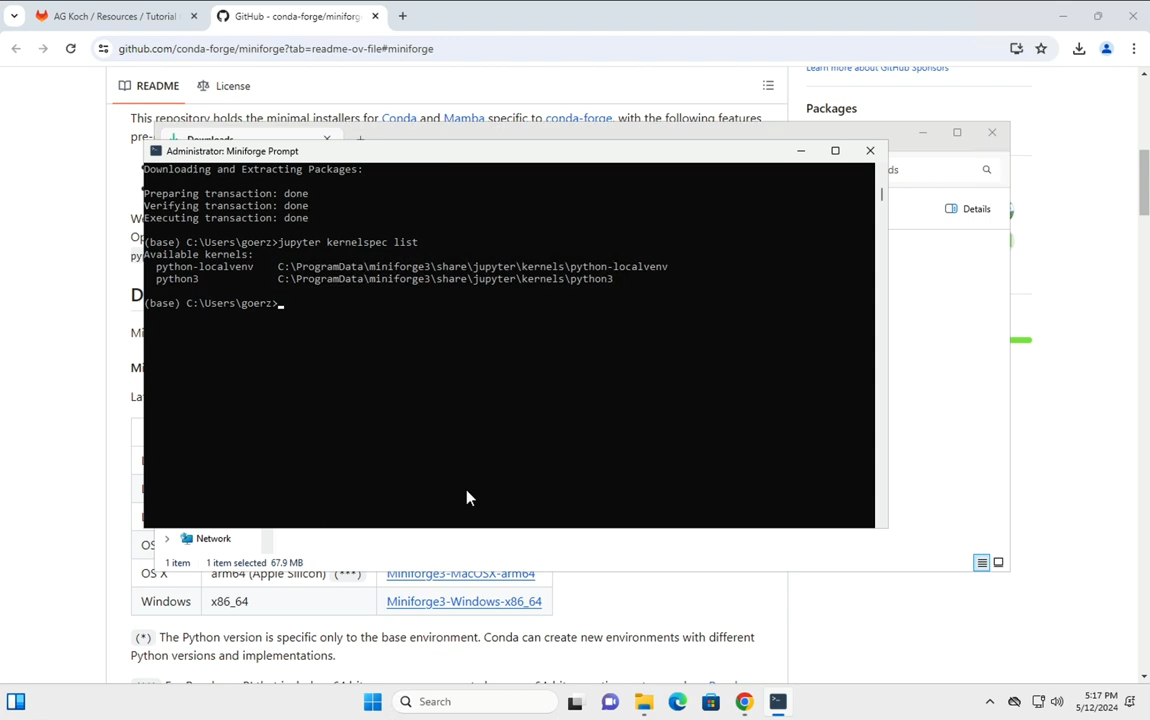 AG Koch / Resources / Tutorial
GitHub - conda-forge/miniforge
github.com/conda-forge/miniforge?tab=readme-ov-file#miniforge
README
License
Learn more about GitHub Sponsors
Packages
This repository holds the minimal installers for Conda and Mamba specific to conda-forge, with the following features
pre-
Downloads
Details
Administrator: Miniforge Prompt
Downloading and Extracting Packages:
Preparing transaction: done
Verifying transaction: done
Executing transaction: done
(base) C:\Users\goerz>jupyter kernelspec list
Available kernels:
python-localvenv C:\ProgramData\miniforge3\share\jupyter\kernels\python-localvenv
python3 C:\ProgramData\miniforge3\share\jupyter\kernels\python3
(base) C:\Users\goerz>
Network
1 item 1 item selected 67.9 MB
OS X arm64 (Apple Silicon) (***) Miniforge3-MacOSX-arm64
Windows x86_64 Miniforge3-Windows-x86_64
(*) The Python version is specific only to the base environment. Conda can create new environments with different
Python versions and implementations.
Search
5:17 PM
5/12/2024